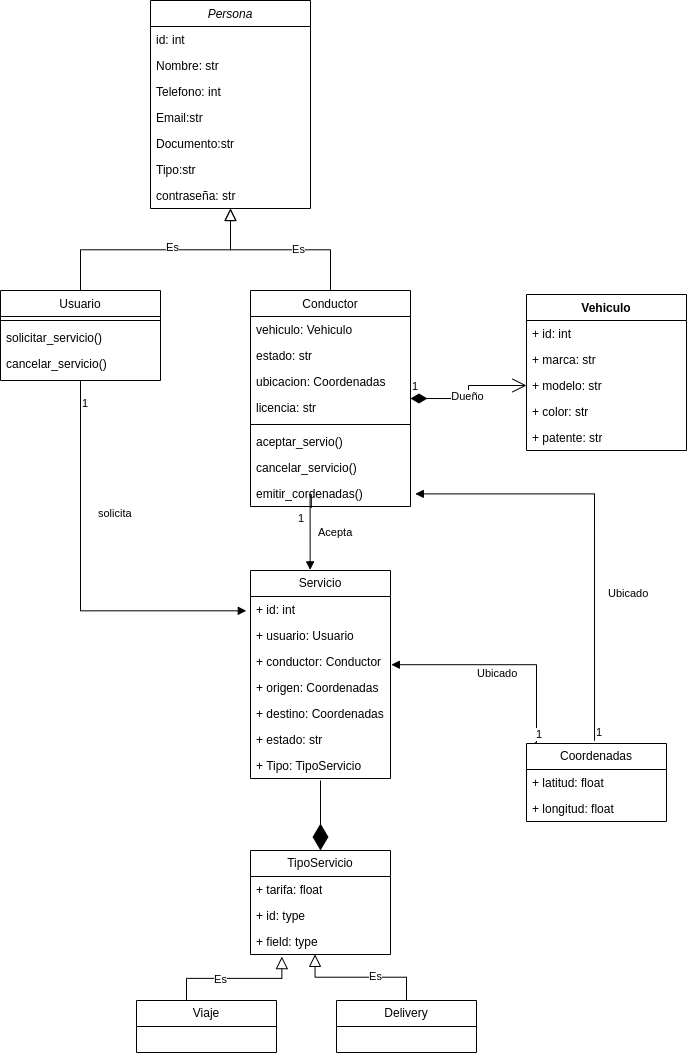 Persona
id: int
Nombre: str
Telefono: int
Email:str
Documento:str
Tipo:str
contraseña: str
Es
Es
Usuario
solicitar_servicio()
cancelar_servicio()
Conductor
vehiculo: Vehiculo
estado: str
ubicacion: Coordenadas
licencia: str
aceptar_servio()
cancelar_servicio()
emitir_cordenadas()
1
Dueño
Vehiculo
+ id: int
+ marca: str
+ modelo: str
+ color: str
+ patente: str
1
solicita
1
Acepta
Ubicado
Servicio
+ id: int
+ usuario: Usuario
+ conductor: Conductor
+ origen: Coordenadas
+ destino: Coordenadas
+ estado: str
+ Tipo: TipoServicio
Ubicado
1
1
Coordenadas
+ latitud: float
+ longitud: float
TipoServicio
+ tarifa: float
+ id: type
+ field: type
Es
Es
Viaje
Delivery